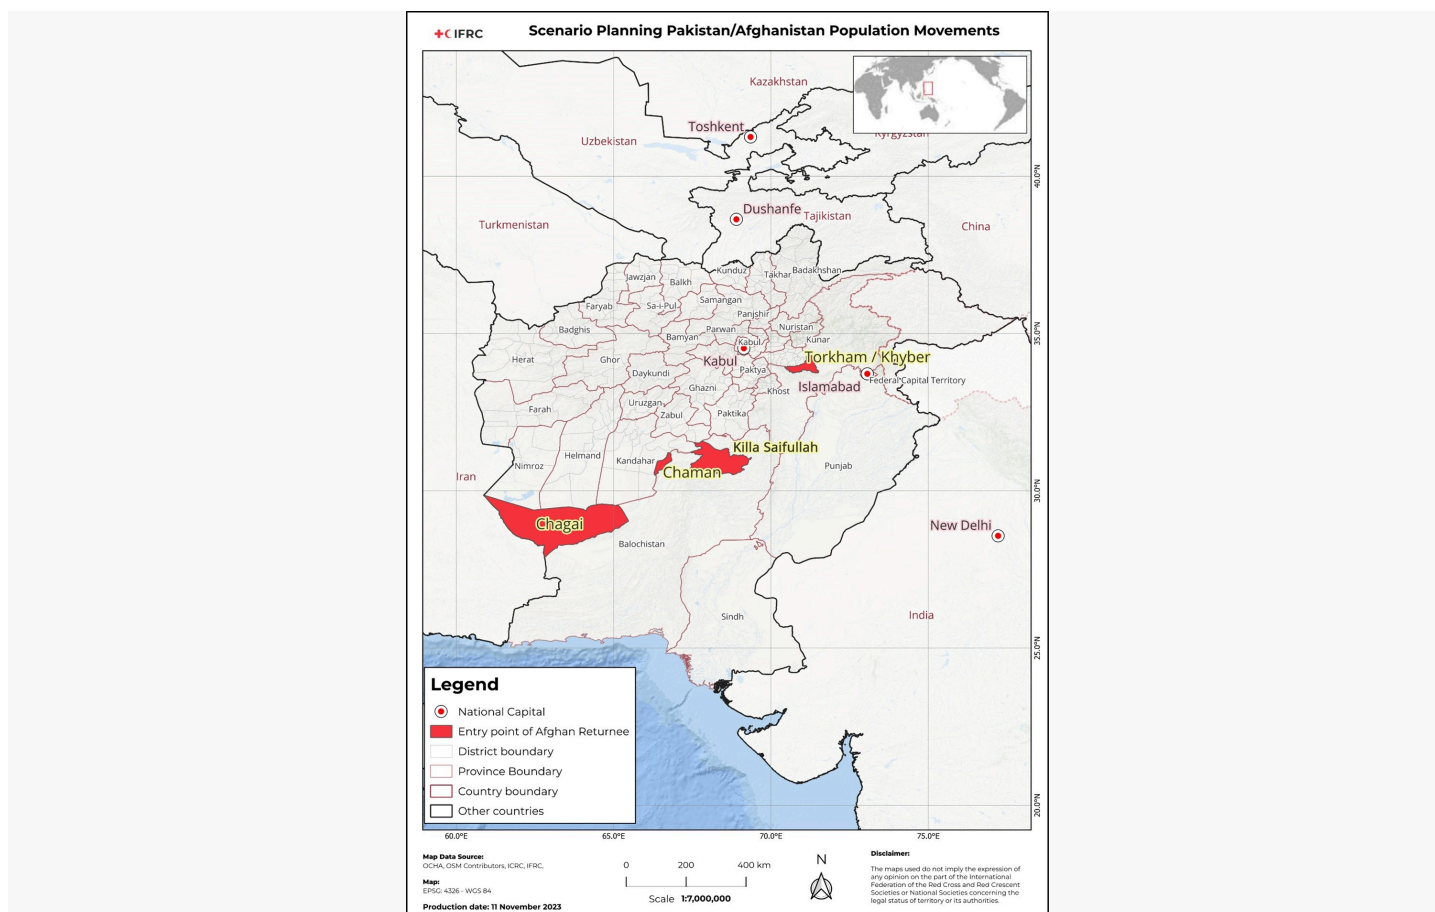 IFRC
Scenario Planning Pakistan/Afghanistan Population Movements
Kazakhstan
Toshkent
Kyrgyzstan
Uzbekistan
40.0°N
Dushanfe
Tajikistan
Turkmenistan
China
Jawzjan
Kunduz
Takhar
Badakhshan
Balkh
Faryab
Sa-i-Pul
Samangan
Panjshir
Badghis
Parwan
Nuristan
Bamyan
Kabul
Kunar
35.0°N
Herat
Ghor
Kabul
Torkham / Khyber
Daykundi
Paktya
Islamabad
Federal Capital Territory
Ghazni
Khost
Uruzgan
Farah
Zabul
Paktika
Killa Saifullah
Helmand
Kandahar
Nimroz
Chaman
Punjab
Iran
30.0°N
Chagai
New Delhi
Balochistan
Sindh
India
25.0°N
Legend
National Capital
Entry point of Afghan Returnee
District boundary
Province Boundary
Country boundary
Other countries
20.0°N
60.0°E
65.0°E
70.0°E
75.0°E
Map Data Source:
OCHA, OSM Contributors, ICRC, IFRC,
Map:
EPSG: 4326 - WGS 84
Production date: 11 November 2023
0 200 400 km
Scale 1:7,000,000
N
Disclaimer:
The maps used do not imply the expression of
any opinion on the part of the International
Federation of the Red Cross and Red Crescent
Societies or National Societies concerning the
legal status of territory or its authorities.